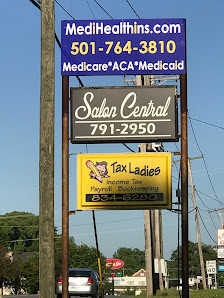 MediHealthins.com
501-764-3810
Medicare*ACA*Medicaid
Salon Central
791-2950
Tax Ladies
Income Tax
Payroll Bookkeeping
834-6280